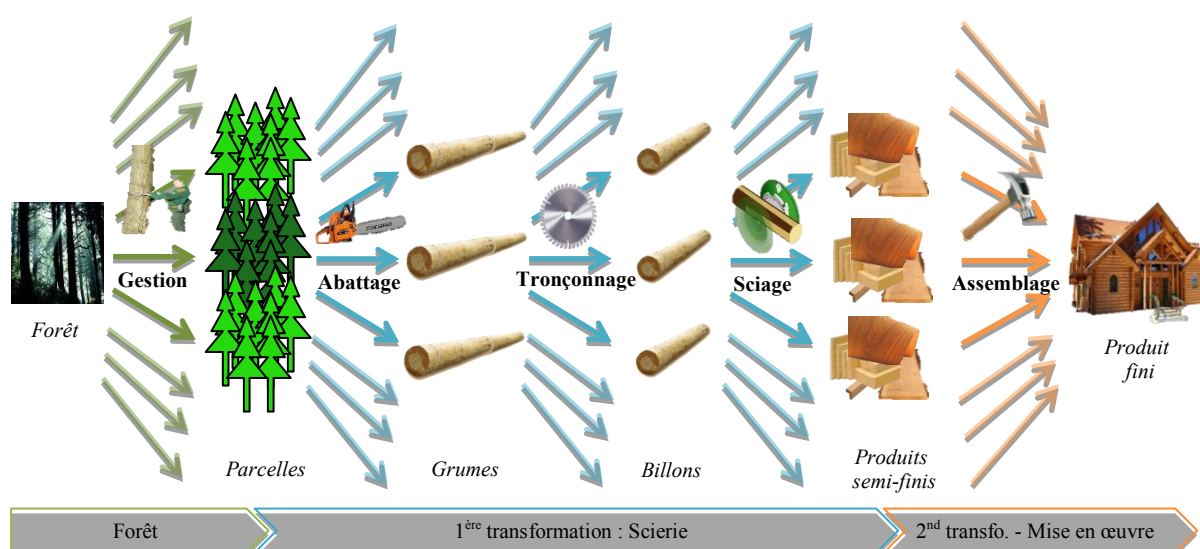 Gestion
Abattage
Tronçonnage
Sciage
Assemblage
Forêt
Produit
fini
Parcelles
Grumes
Billons
Produits
semi-finis
Forêt
1ère transformation : Scierie
2nd transfo. - Mise en œuvre